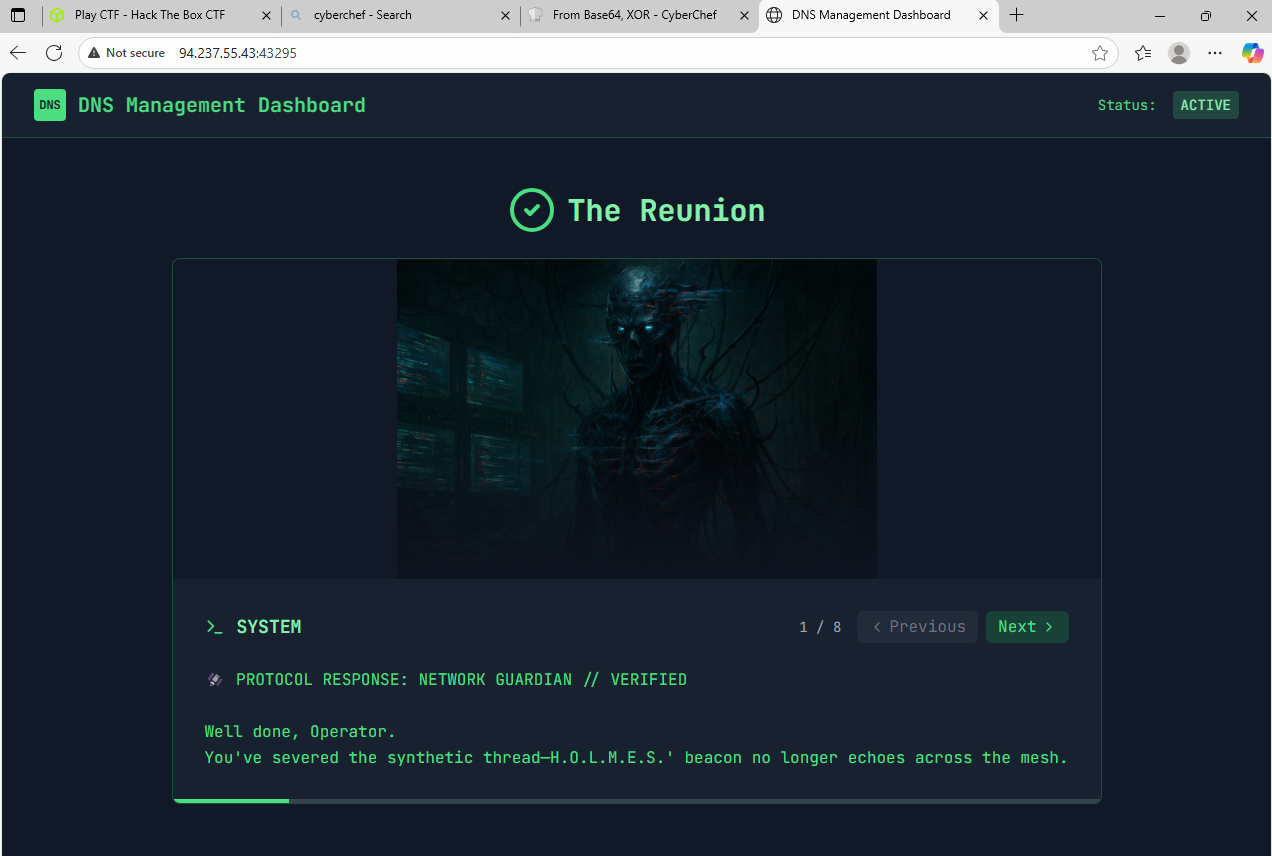 Play CTF - Hack The Box CTF
cyberchef - Search
From Base64, XOR - CyberChef
DNS Management Dashboard
Not secure 94.237.55.43:43295
DNS DNS Management Dashboard
Status: ACTIVE
The Reunion
>_ SYSTEM
1 / 8
< Previous
Next >
PROTOCOL RESPONSE: NETWORK GUARDIAN // VERIFIED
Well done, Operator.
You've severed the synthetic thread—H.O.L.M.E.S.' beacon no longer echoes across the mesh.